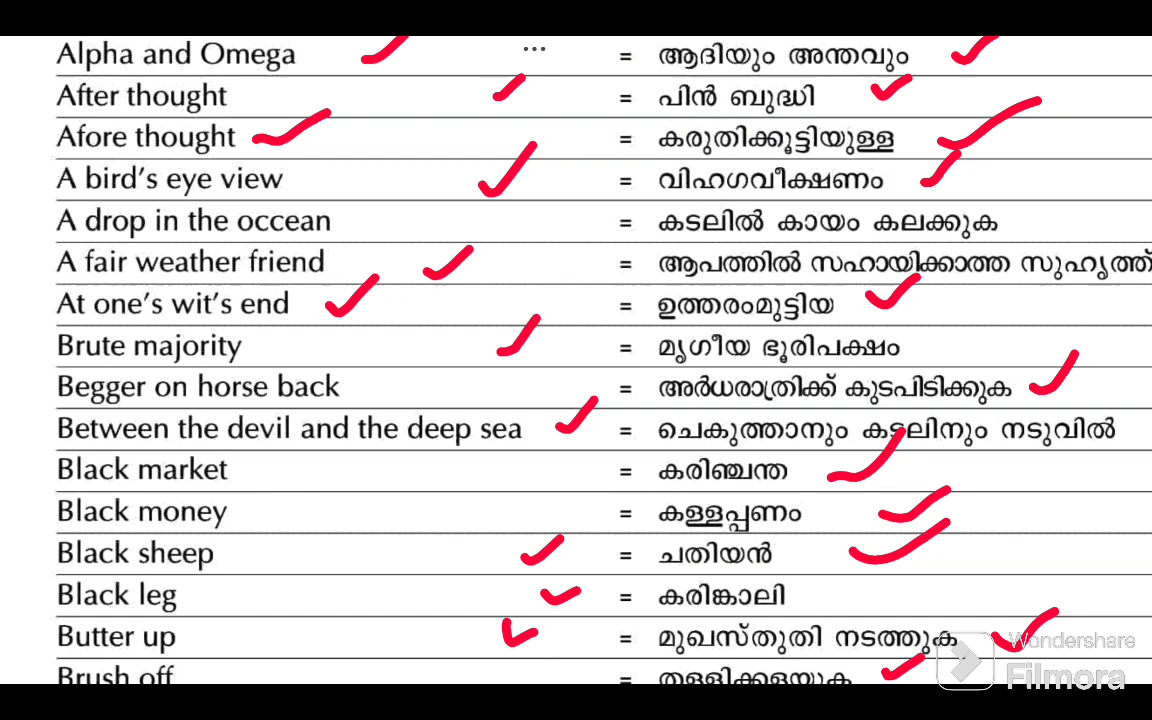 Alpha and Omega ... = ആദിയും അന്തവും
After thought = പിൻ ബുദ്ധി
Afore thought = കരുതിക്കൂട്ടിയുള്ള
A bird's eye view = വിഹഗവീക്ഷണം
A drop in the occean = കടലിൽ കായം കലക്കുക
A fair weather friend = ആപത്തിൽ സഹായിക്കാത്ത സുഹൃത്ത്
At one's wit's end = ഉത്തരംമുട്ടിയ
Brute majority = മൃഗീയ ഭൂരിപക്ഷം
Begger on horse back = അർധരാത്രിക്ക് കുടപിടിക്കുക
Between the devil and the deep sea = ചെകുത്താനും കടലിനും നടുവിൽ
Black market = കരിഞ്ചന്ത
Black money = കള്ളപ്പണം
Black sheep = ചതിയൻ
Black leg = കരിങ്കാലി
Butter up = മുഖസ്തുതി നടത്തുക
Brush off = തള്ളിക്കളയുക
Wondershare
Filmora